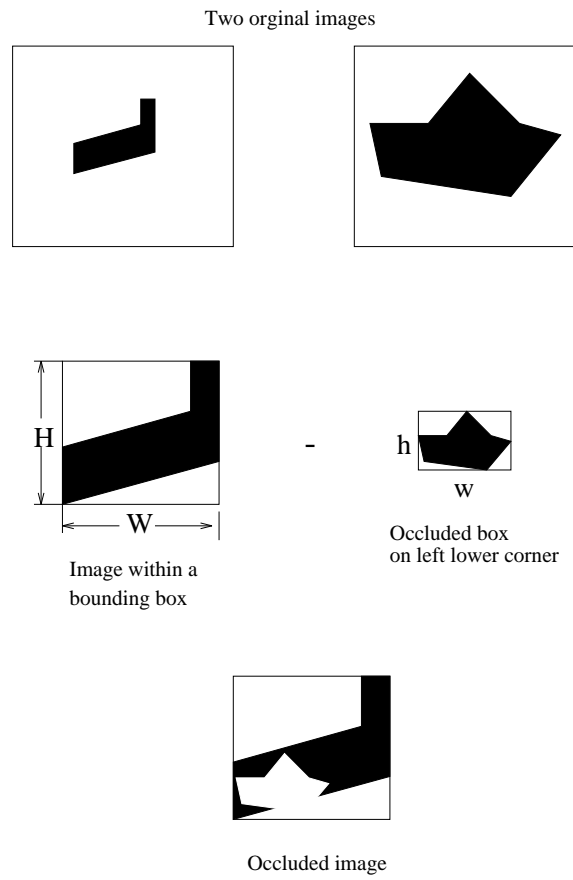 Two orginal images
H
W
-
h
w
Image within a
bounding box
Occluded box
on left lower corner
Occluded image